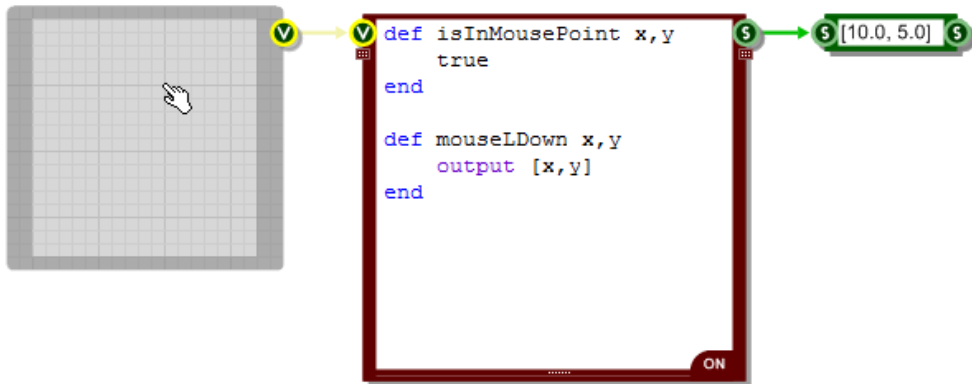 V
V
def isInMousePoint x,y
true
end
def mouseLDown x,y
output [x,y]
end
ON
S
S
[10.0, 5.0]
S